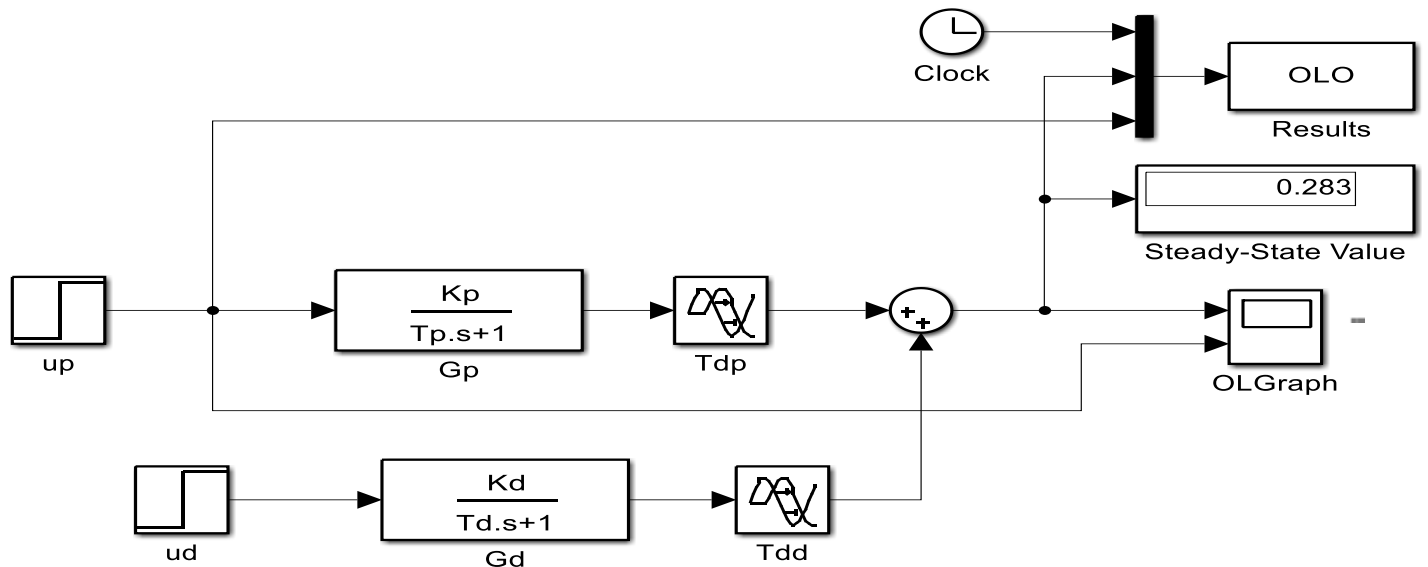 Clock
OLO
Results
0.283
Steady-State Value
up
Kp
Tp.s+1
Gp
Tdp
+
+
OLGraph
-
ud
Kd
Td.s+1
Gd
Tdd